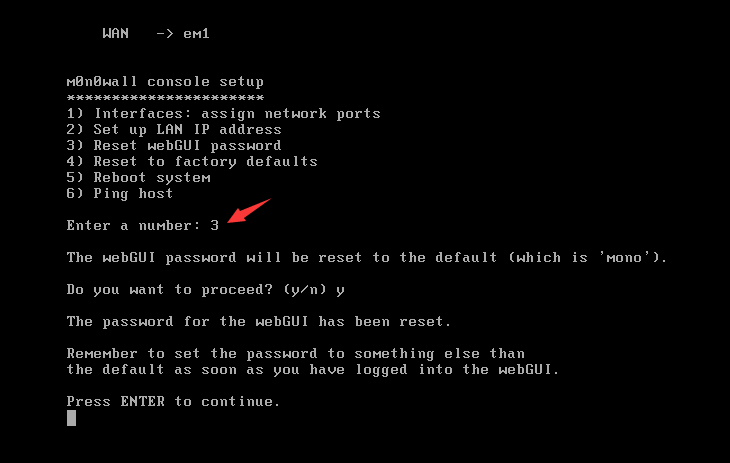 WAN -> em1
m0n0wall console setup
**********************
1) Interfaces: assign network ports
2) Set up LAN IP address
3) Reset webGUI password
4) Reset to factory defaults
5) Reboot system
6) Ping host
Enter a number: 3
The webGUI password will be reset to the default (which is 'mono').
Do you want to proceed? (y/n) y
The password for the webGUI has been reset.
Remember to set the password to something else than
the default as soon as you have logged into the webGUI.
Press ENTER to continue.